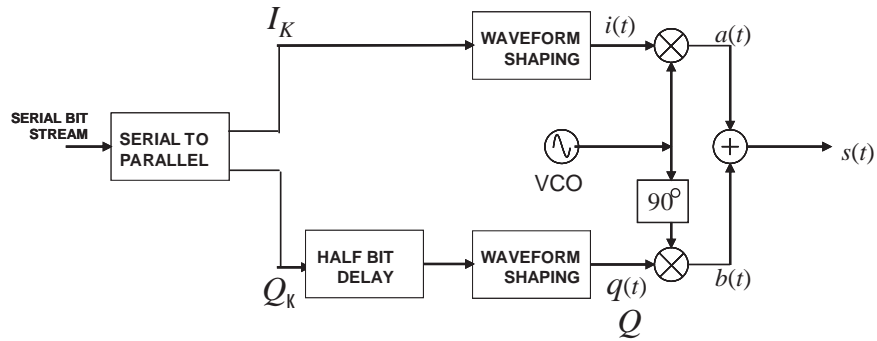 I_K
WAVEFORM
SHAPING
i(t)
a(t)
SERIAL BIT
STREAM
SERIAL TO
PARALLEL
VCO
90°
+
s(t)
Q_K
HALF BIT
DELAY
WAVEFORM
SHAPING
q(t)
b(t)
Q